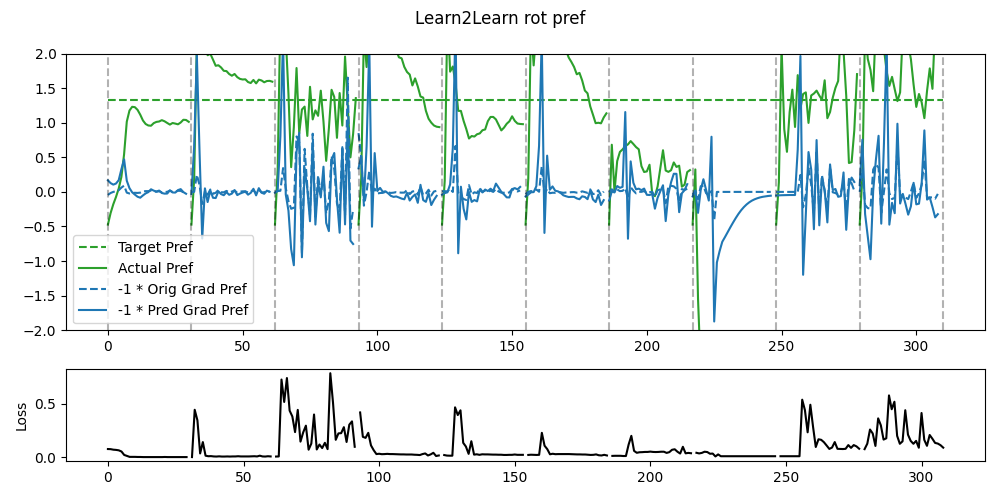 Learn2Learn rot pref
2.0
1.5
1.0
0.5
0.0
−0.5
−1.0
−1.5
−2.0
Target Pref
Actual Pref
-1 * Orig Grad Pref
-1 * Pred Grad Pref
0 50 100 150 200 250 300
Loss
0.5
0.0
0 50 100 150 200 250 300